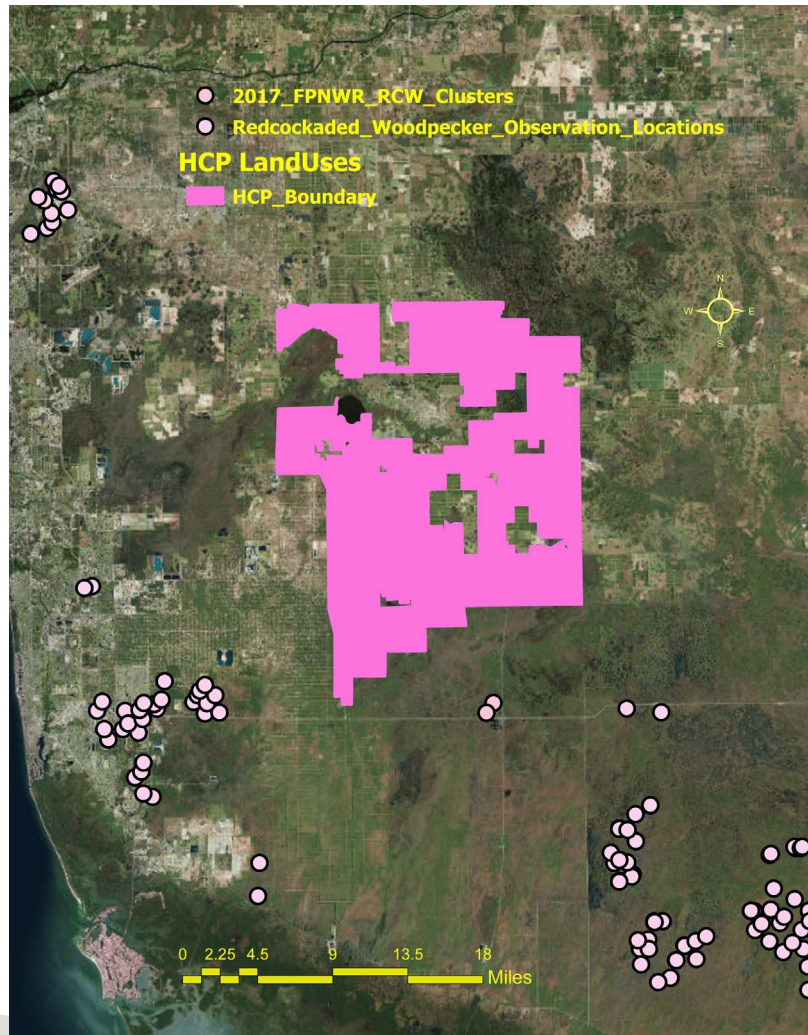 2017_FPNWR_RCW_Clusters
Redcockaded_Woodpecker_Observation_Locations
HCP LandUses
HCP_Boundary
N
W E
S
0 2.25 4.5 9 13.5 18
Miles